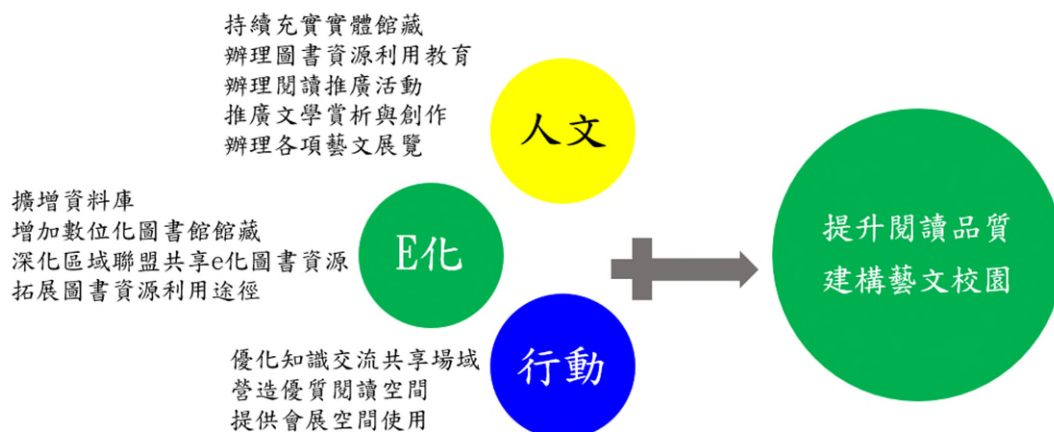 持續充實實體館藏
辦理圖書資源利用教育
辦理閱讀推廣活動
推廣文學賞析與創作
辦理各項藝文展覽
人文
擴增資料庫
增加數位化圖書館館藏
深化區域聯盟共享e化圖書資源
拓展圖書資源利用途徑
E化
優化知識交流共享場域
營造優質閱讀空間
提供會展空間使用
行動
提升閱讀品質
建構藝文校園